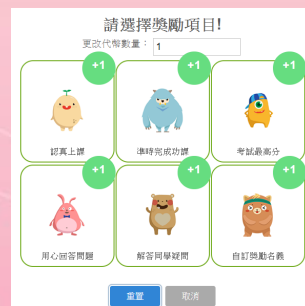 請選擇獎勵項目!
更改代幣數量： 1
+1 +1 +1
認真上課 準時完成功課 考試最高分
+1 +1 +1
用心回答問題 解答同學疑問 自訂獎勵名義
重置 取消